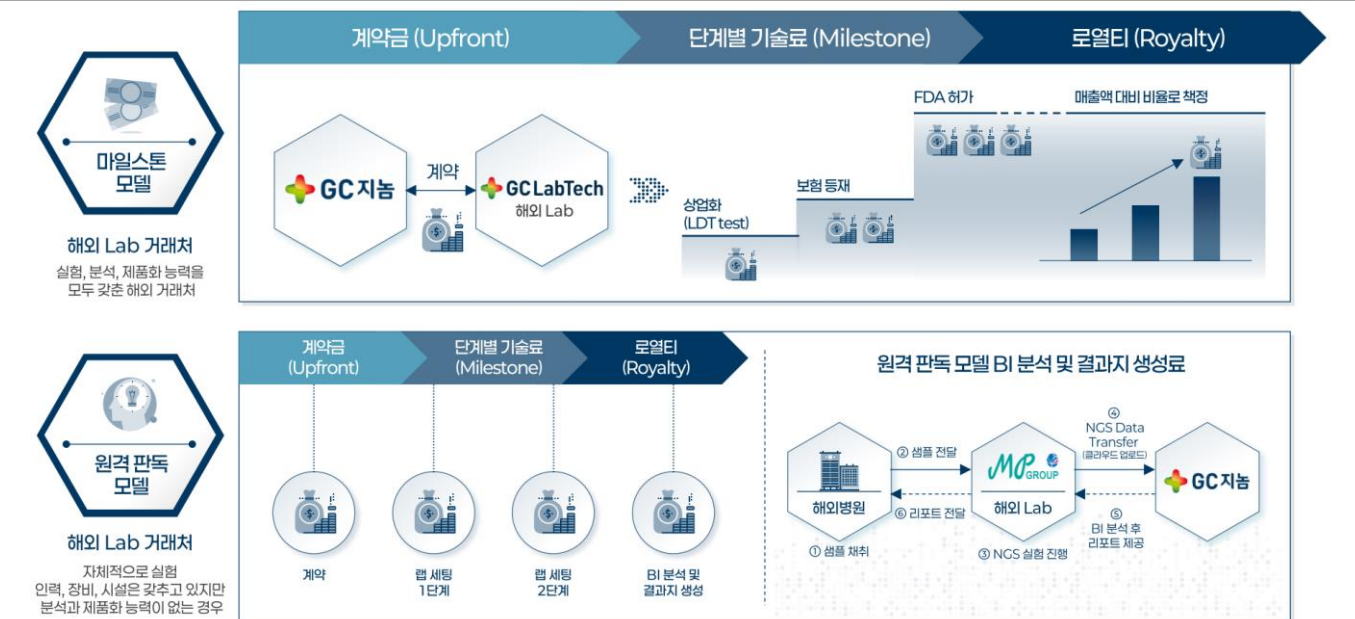 계약금 (Upfront)
단계별 기술료 (Milestone)
로열티 (Royalty)
마일스톤
모델
해외 Lab 거래처
실험, 분석, 제품화 능력을
모두 갖춘 해외 거래처
GC지놈
계약
GC LabTech
해외 Lab
상업화
(LDT test)
보험 등재
FDA 허가
매출액 대비 비율로 책정
원격 판독
모델
해외 Lab 거래처
자체적으로 실험
인력, 장비, 시설은 갖추고 있지만
분석과 제품화 능력이 없는 경우
계약금
(Upfront)
단계별 기술료
(Milestone)
로열티
(Royalty)
계약
랩 세팅
1단계
랩 세팅
2단계
BI 분석 및
결과지 생성
원격 판독 모델 BI 분석 및 결과지 생성료
해외병원
① 샘플 채취
② 샘플 전달
⑥ 리포트 전달
MP GROUP
해외 Lab
③ NGS 실험 진행
④
NGS Data
Transfer
(클라우드 업로드)
⑤
BI 분석 후
리포트 제공
GC지놈